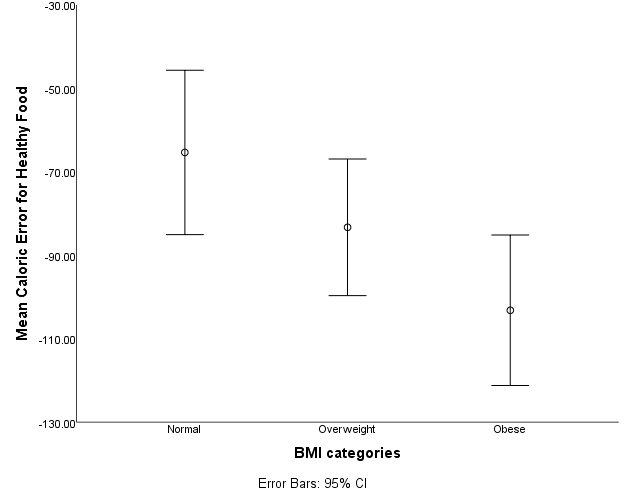 Mean Caloric Error for Healthy Food
-30.00
-50.00
-70.00
-90.00
-110.00
-130.00
Normal
Overweight
Obese
BMI categories
Error Bars: 95% CI